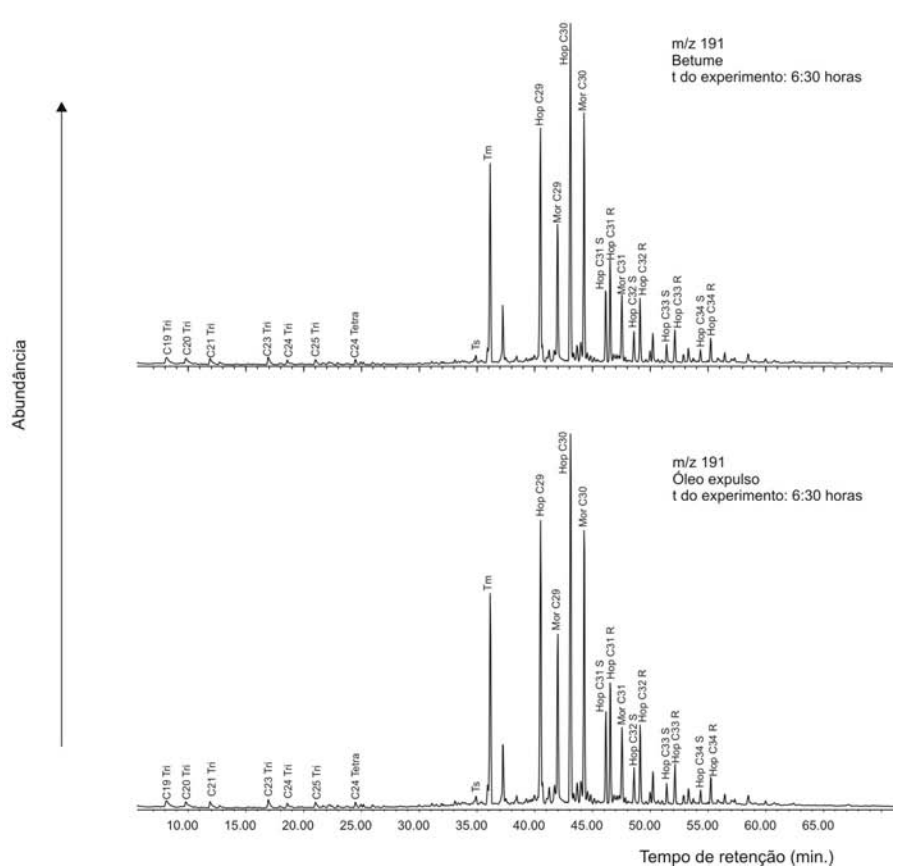 m/z 191
Betume
t do experimento: 6:30 horas
Abundância
C19 Tri
C20 Tri
C21 Tri
C23 Tri
C24 Tri
C25 Tri
C24 Tetra
Ts
Tm
Hop C29
Mor C29
Hop C30
Mor C30
Hop C31 S
Hop C31 R
Mor C31
Hop C32 S
Hop C32 R
Hop C33 S
Hop C33 R
Hop C34 S
Hop C34 R
m/z 191
Óleo expulso
t do experimento: 6:30 horas
C19 Tri
C20 Tri
C21 Tri
C23 Tri
C24 Tri
C25 Tri
C24 Tetra
Ts
Tm
Hop C29
Mor C29
Hop C30
Mor C30
Hop C31 S
Hop C31 R
Mor C31
Hop C32 S
Hop C32 R
Hop C33 S
Hop C33 R
Hop C34 S
Hop C34 R
10.00 15.00 20.00 25.00 30.00 35.00 40.00 45.00 50.00 55.00 60.00 65.00
Tempo de retenção (min.)